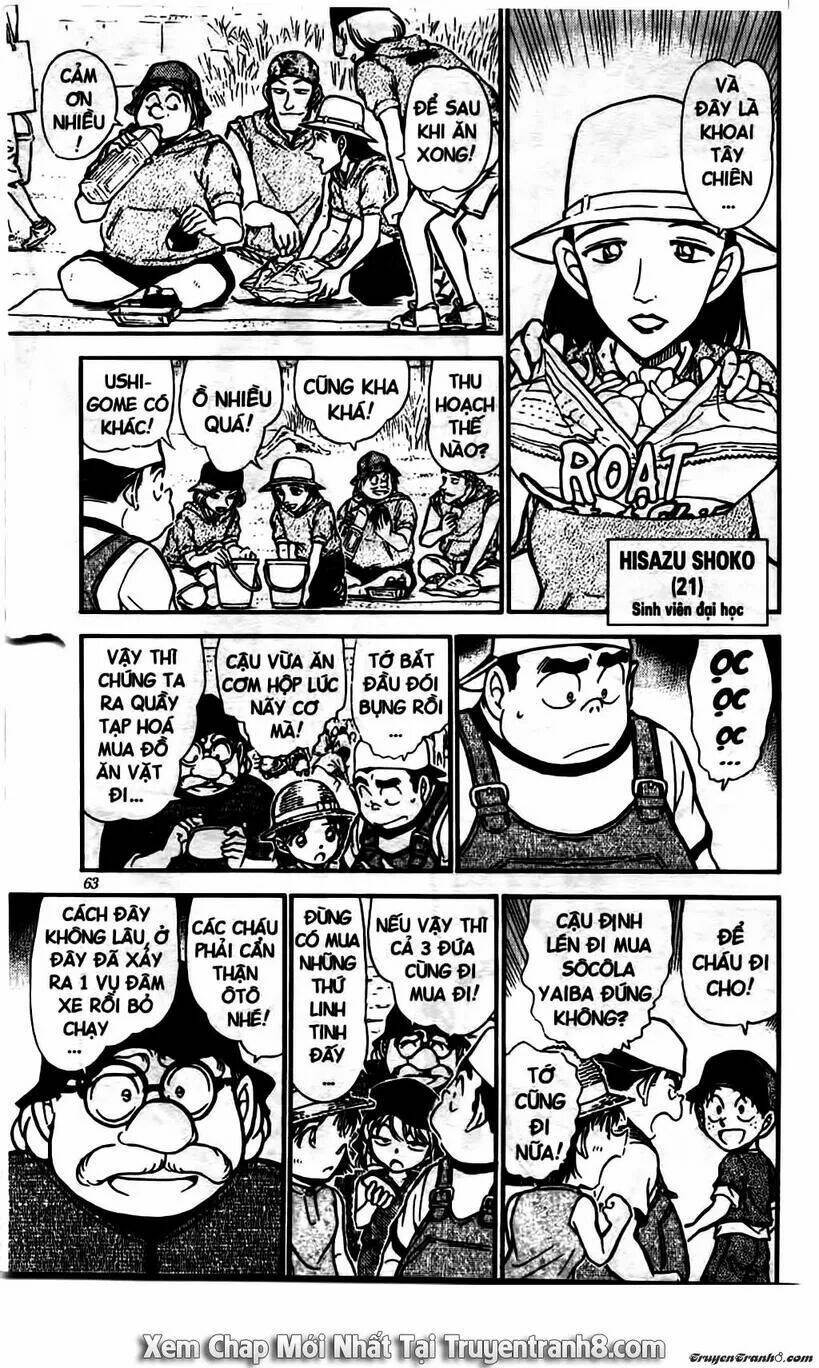 VÀ
ĐÂY LÀ
KHOAI
TÂY
CHIÊN
...
ĐỂ SAU
KHI ĂN
XONG!
CẢM
ƠN
NHIỀU
!
ROAT
HISAZU SHOKO
(21)
Sinh viên đại học
THU
HOẠCH
THẾ
NÀO?
CŨNG KHA
KHÁ!
Ồ NHIỀU
QUÁ!
USHI-
GOME CÓ
KHÁC!
ỌC
ỌC
ỌC
...
TỚ BẮT
ĐẦU ĐÓI
BỤNG RỒI
...
CẬU VỪA ĂN
CƠM HỘP LÚC
NÃY CƠ
MÀ!
VẬY THÌ
CHÚNG TA
RA QUẦY
TẠP HOÁ
MUA ĐỒ
ĂN VẶT
ĐI...
63
ĐỂ
CHÁU ĐI
CHO!
CẬU ĐỊNH
LÉN ĐI MUA
SÔCÔLA
YAIBA ĐÚNG
KHÔNG?
TỚ
CŨNG
ĐI
NỮA!
NẾU VẬY THÌ
CẢ 3 ĐỨA
CÙNG ĐI
MUA ĐI!
ĐỪNG
CÓ MUA
NHỮNG
THỨ
LINH
TINH
ĐẤY
...
CÁC CHÁU
PHẢI CẨN
THẬN
ÔTÔ
NHÉ!
CÁCH ĐÂY
KHÔNG LÂU, Ở
ĐÂY ĐÃ XẢY
RA 1 VỤ ĐÂM
XE RỒI BỎ
CHẠY
...
Xem Chap Mới Nhất Tại Truyentranh8.com
TruyenTranh8.com